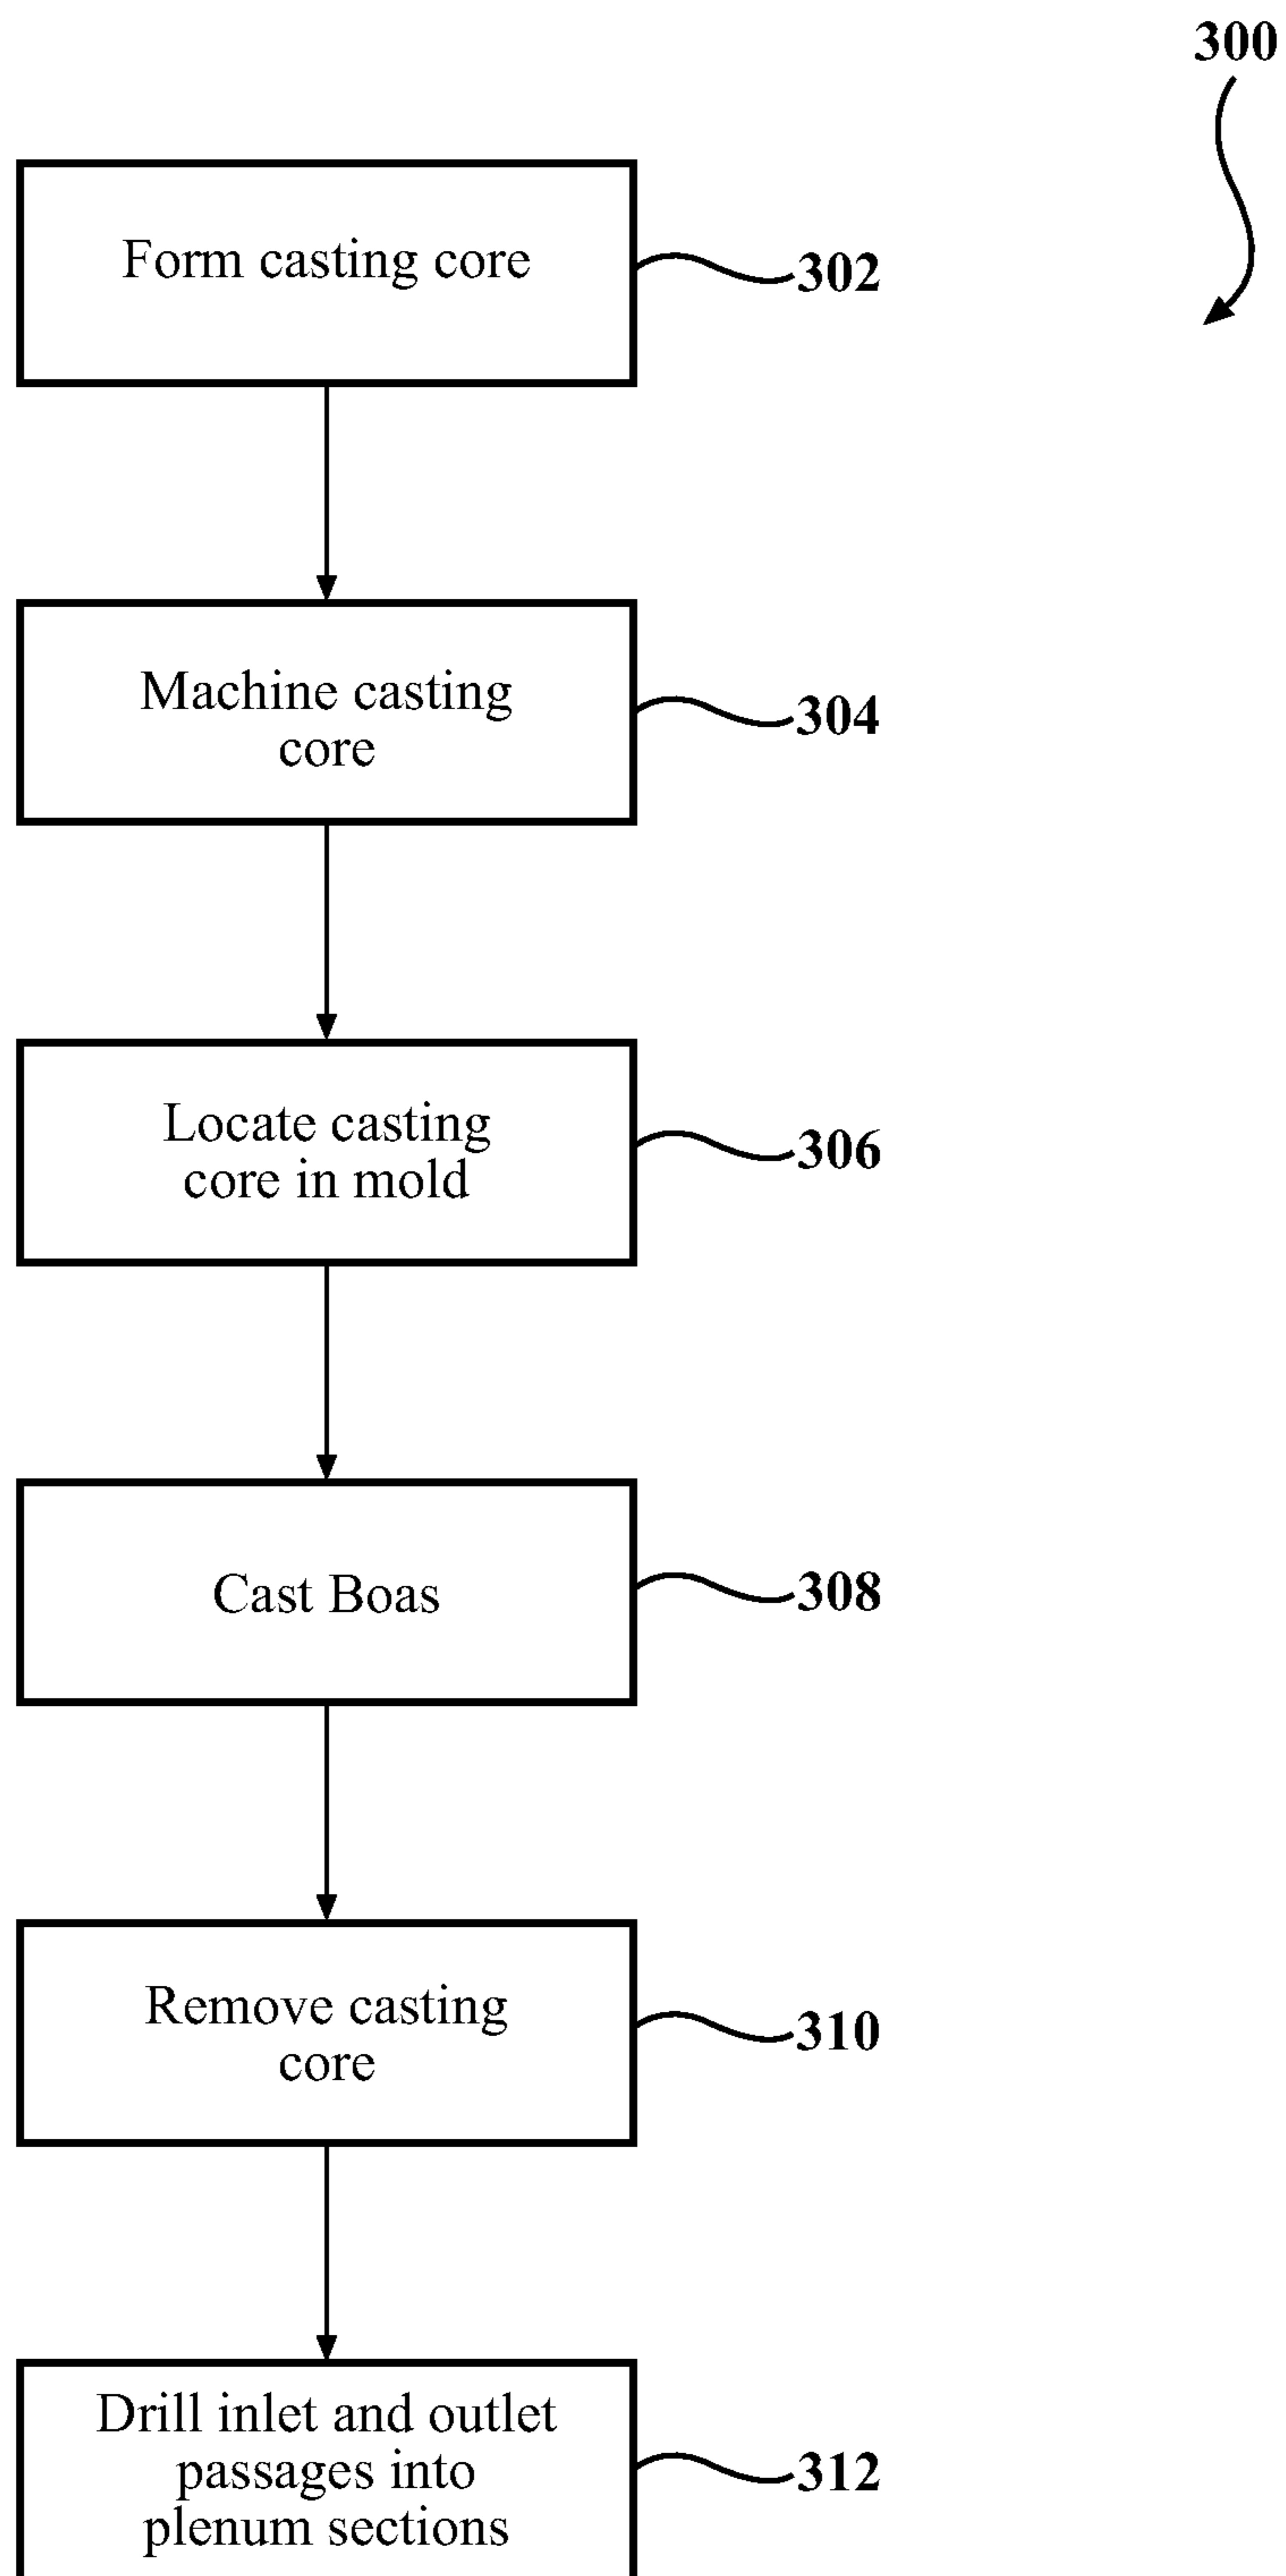 300
Form casting core
302
Machine casting
core
304
Locate casting
core in mold
306
Cast Boas
308
Remove casting
core
310
Drill inlet and outlet
passages into
plenum sections
312